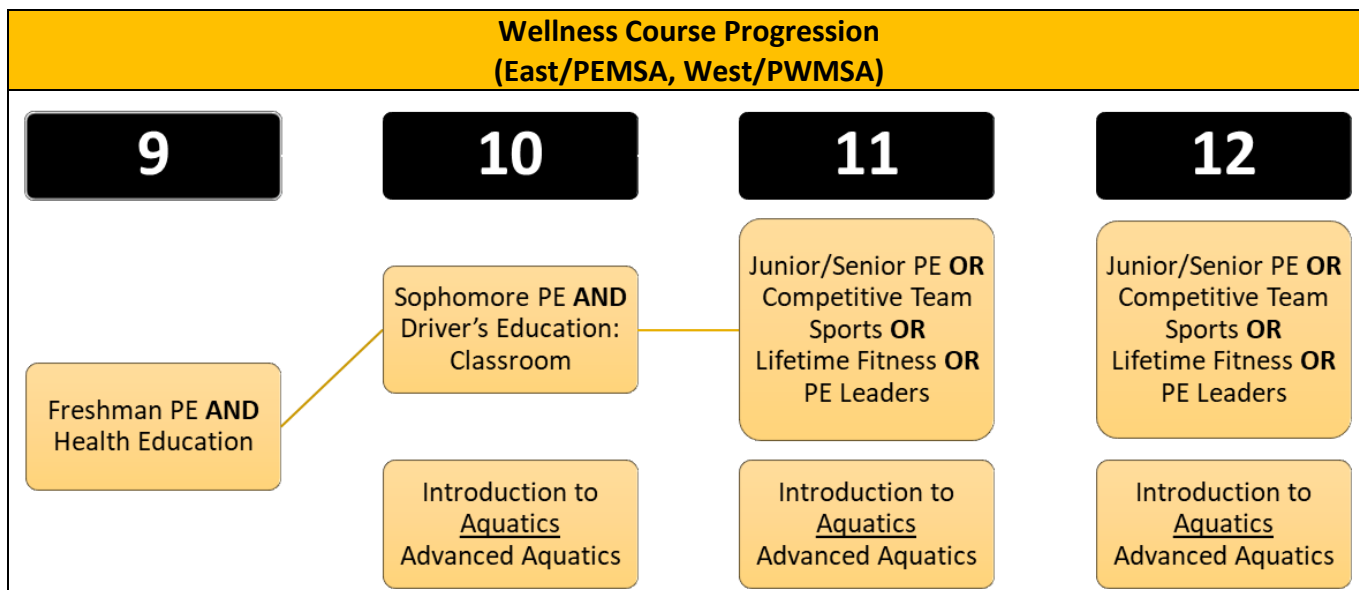 Wellness Course Progression
(East/PEMSA, West/PWMSA)
9
10
11
12
Freshman PE AND
Health Education
Sophomore PE AND
Driver's Education:
Classroom
Junior/Senior PE OR
Competitive Team
Sports OR
Lifetime Fitness OR
PE Leaders
Junior/Senior PE OR
Competitive Team
Sports OR
Lifetime Fitness OR
PE Leaders
Introduction to
Aquatics
Advanced Aquatics
Introduction to
Aquatics
Advanced Aquatics
Introduction to
Aquatics
Advanced Aquatics